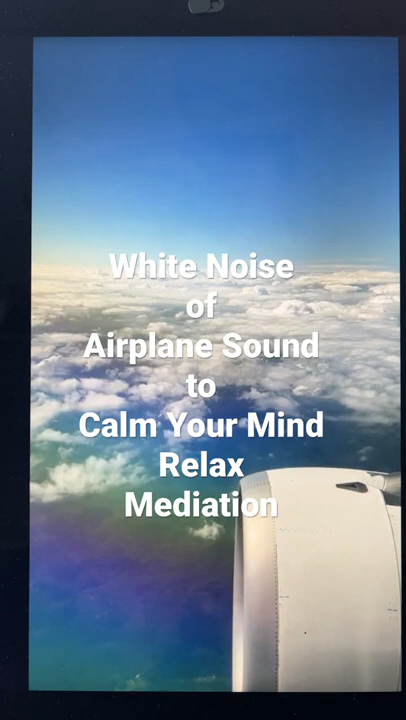 White Noise
of
Airplane Sound
to
Calm Your Mind
Relax
Mediation